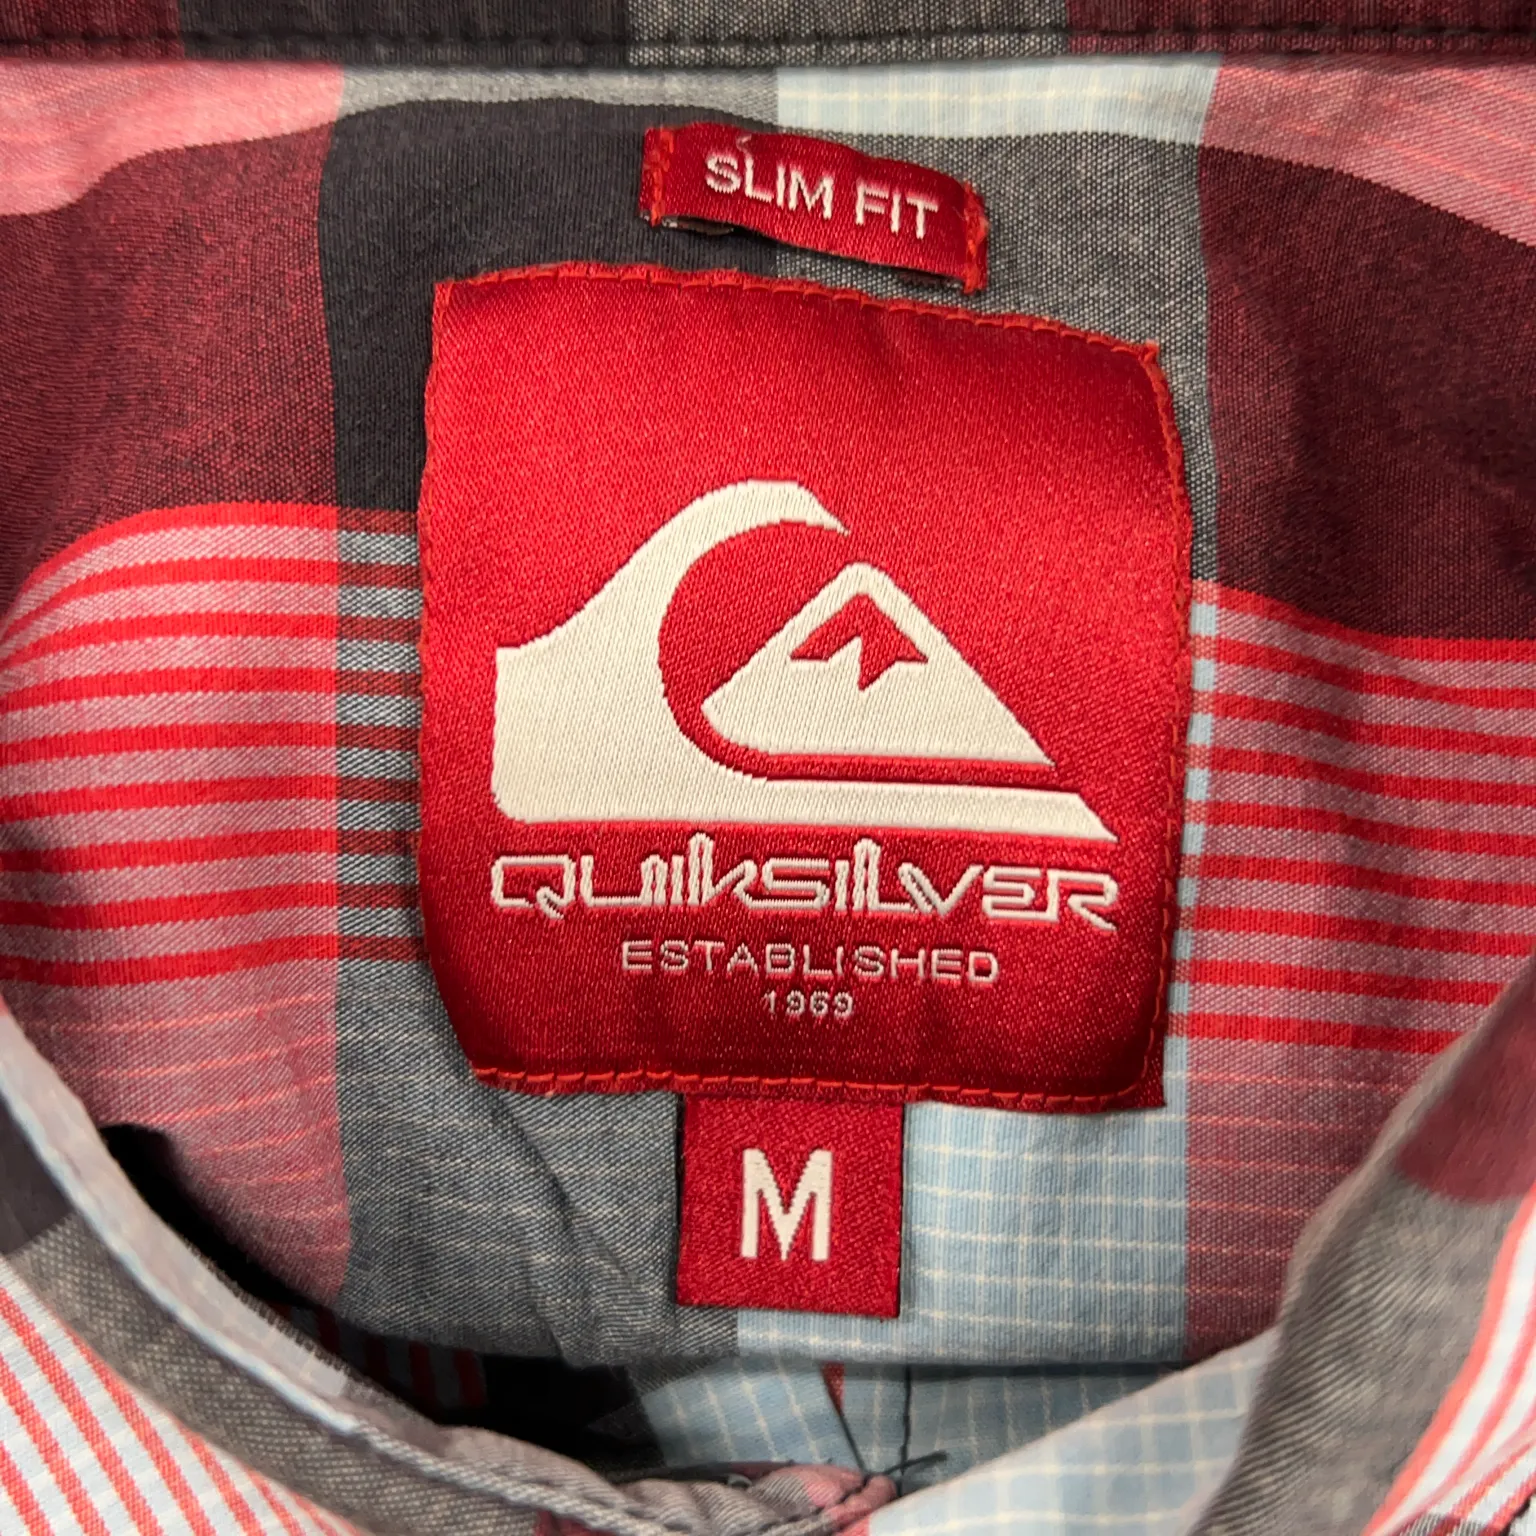 SLIM FIT
QUIKSILVER
ESTABLISHED
1969
M